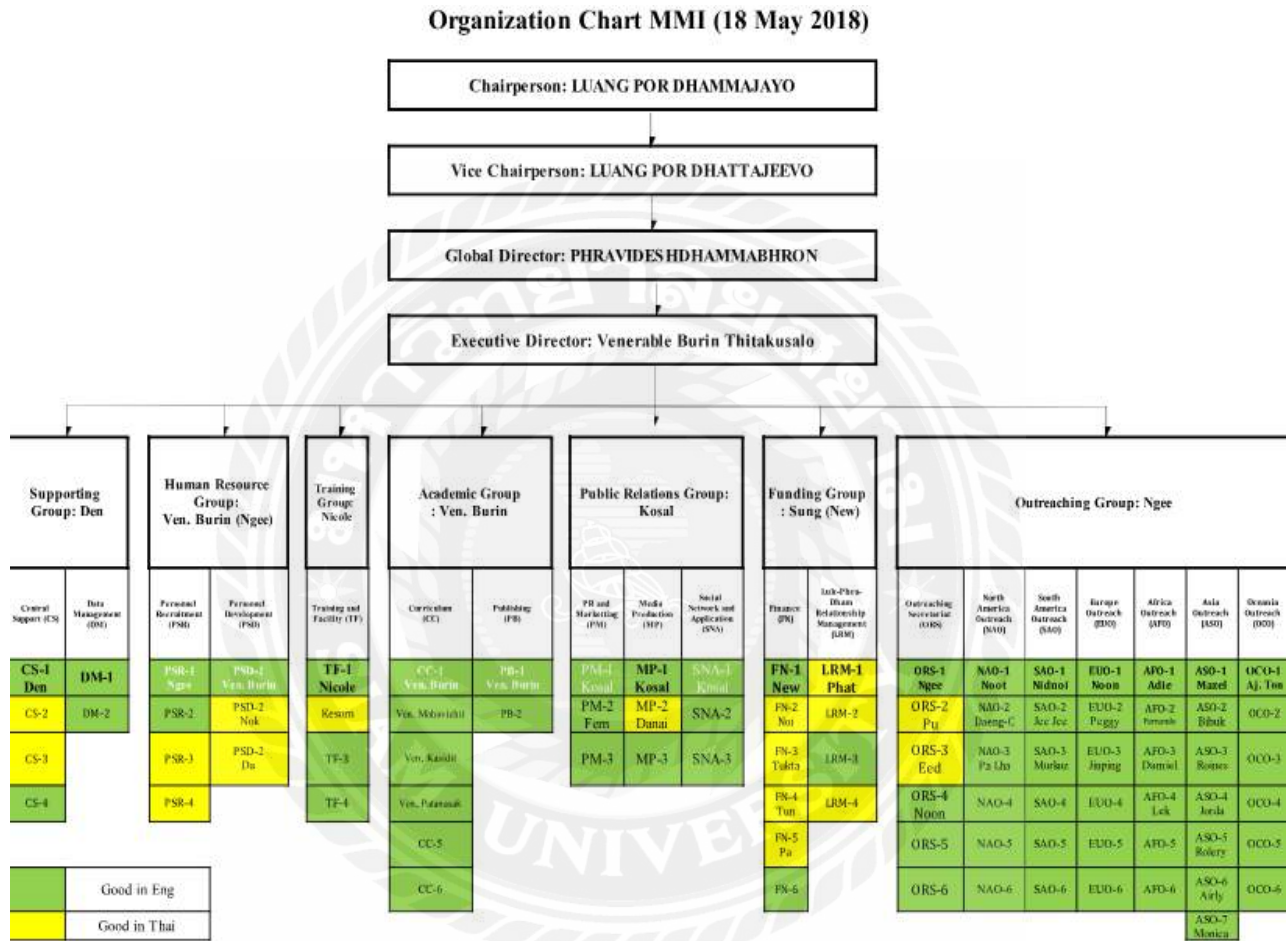 Organization Chart MMI (18 May 2018)
Chairperson: LUANG POR DHAMMAJAYO
Vice Chairperson: LUANG POR DHATTAJEEVO
Global Director: PHRAVIDESHDHAMMABHRON
Executive Director: Venerable Burin Thitakusalo
Supporting
Group: Den
Human Resource
Group:
Ven. Burin (Ngee)
Training
Group:
Nicole
Academic Group
: Ven. Burin
Public Relations Group:
Kosal
Funding Group
: Sung (New)
Outreaching Group: Ngee
Central
Support (CS)
Data
Management
(DM)
Personnel
Recruitment
(PSR)
Personnel
Development
(PSD)
Training and
Facility (TF)
Curriculum
(CC)
Publishing
(PB)
PR and
Marketting
(PM)
Media
Production
(MP)
Social
Network and
Application
(SNA)
Finance
(FN)
Luk-Phra-
Dham
Relationship
Management
(LRM)
Outreaching
Secretariat
(ORS)
North
America
Outreach
(NAO)
South
America
Outreach
(SAO)
Europe
Outreach
(EUO)
Africa
Outreach
(AFO)
Asia
Outreach
(ASO)
Oceania
Outreach
(OCO)
CS-1
Den
DM-1
PSR-1
Ngee
PSD-1
Ven. Burin
TF-1
Nicole
CC-1
Ven. Burin
PB-1
Ven. Burin
PM-1
Kosal
MP-1
Kosal
SNA-1
Kosal
FN-1
New
LRM-1
Phat
ORS-1
Ngee
NAO-1
Noot
SAO-1
Nidnoi
EUO-1
Noon
AFO-1
Adie
ASO-1
Mazel
OCO-1
Aj. Ton
CS-2
DM-2
PSR-2
PSD-2
Nok
Kesorn
Ven.
PB-2
PM-2
Fern
MP-2
Danai
SNA-2
FN-2
Noi
LRM-2
ORS-2
Pu
NAO-2
Daeng-C
SAO-2
Jee Jee
EUO-2
Peggy
AFO-2
ASO-2
Bibuk
OCO-2
CS-3
PSR-3
PSD-2
Da
TF-3
Ven.
PM-3
MP-3
SNA-3
FN-3
Tukta
LRM-3
ORS-3
Eed
NAO-3
Pa Lha
SAO-3
Markuz
EUO-3
Jinping
AFO-3
Damiel
ASO-3
OCO-3
CS-4
PSR-4
TF-4
Ven.
FN-4
Tun
LRM-4
ORS-4
Noon
NAO-4
SAO-4
EUO-4
AFO-4
Lek
ASO-4
Jorda
OCO-4
CC-5
FN-5
Pa
ORS-5
NAO-5
SAO-5
EUO-5
AFO-5
ASO-5
Rolery
OCO-5
CC-6
FN-6
ORS-6
NAO-6
SAO-6
EUO-6
AFO-6
ASO-6
Airly
OCO-6
ASO-7
Monica
Good in Eng
Good in Thai
UNIVER